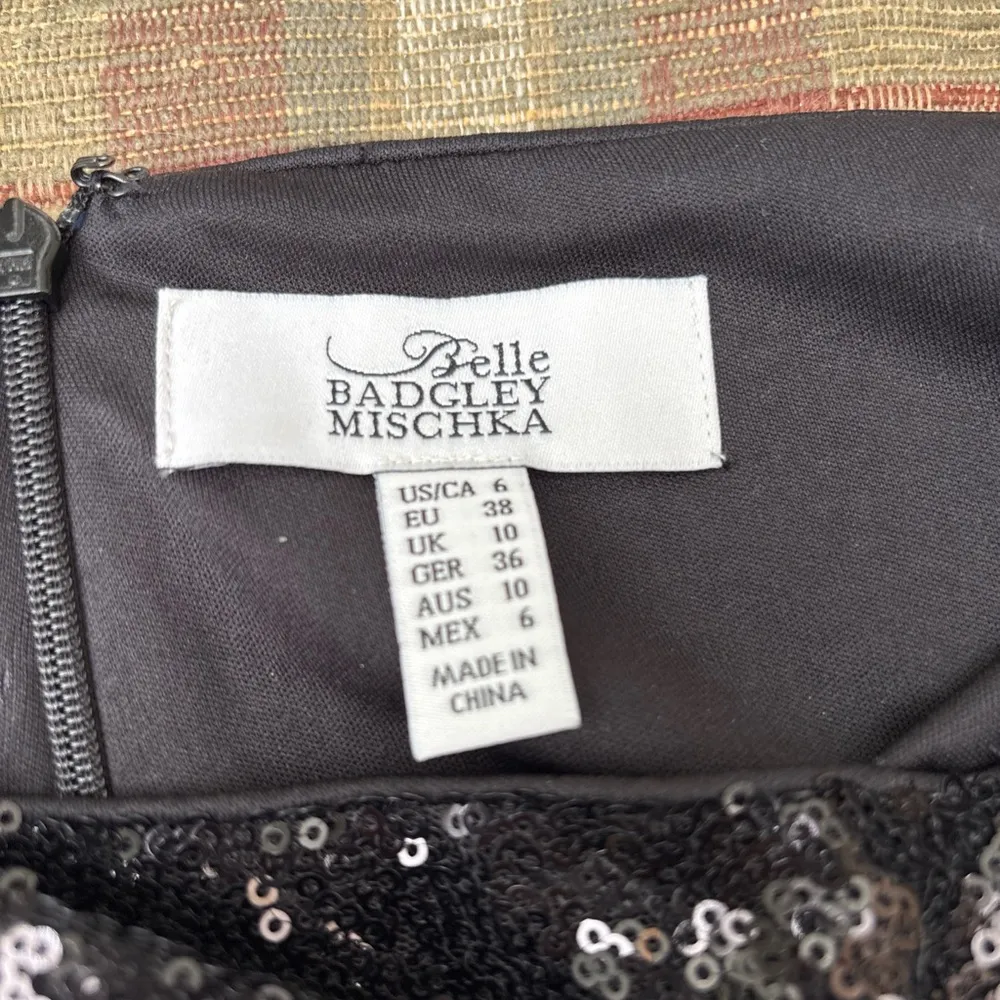 Belle
BADGLEY
MISCHKA
US/CA 6
EU 38
UK 10
GER 36
AUS 10
MEX 6
MADE IN
CHINA